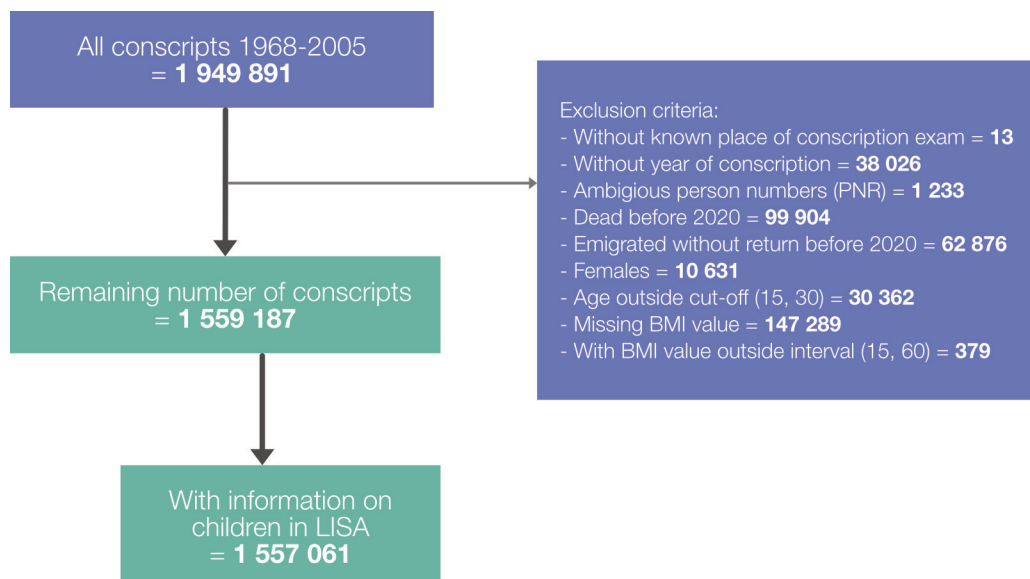 All conscripts 1968-2005
= 1 949 891
Exclusion criteria:
- Without known place of conscription exam = 13
- Without year of conscription = 38 026
- Ambigious person numbers (PNR) = 1 233
- Dead before 2020 = 99 904
- Emigrated without return before 2020 = 62 876
- Females = 10 631
- Age outside cut-off (15, 30) = 30 362
- Missing BMI value = 147 289
- With BMI value outside interval (15, 60) = 379
Remaining number of conscripts
= 1 559 187
With information on
children in LISA
= 1 557 061